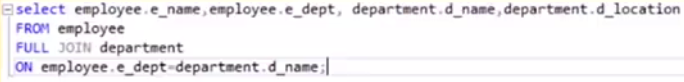 select employee.e_name,employee.e_dept, department.d_name,department.d_location
FROM employee
FULL JOIN department
ON employee.e_dept=department.d_name;